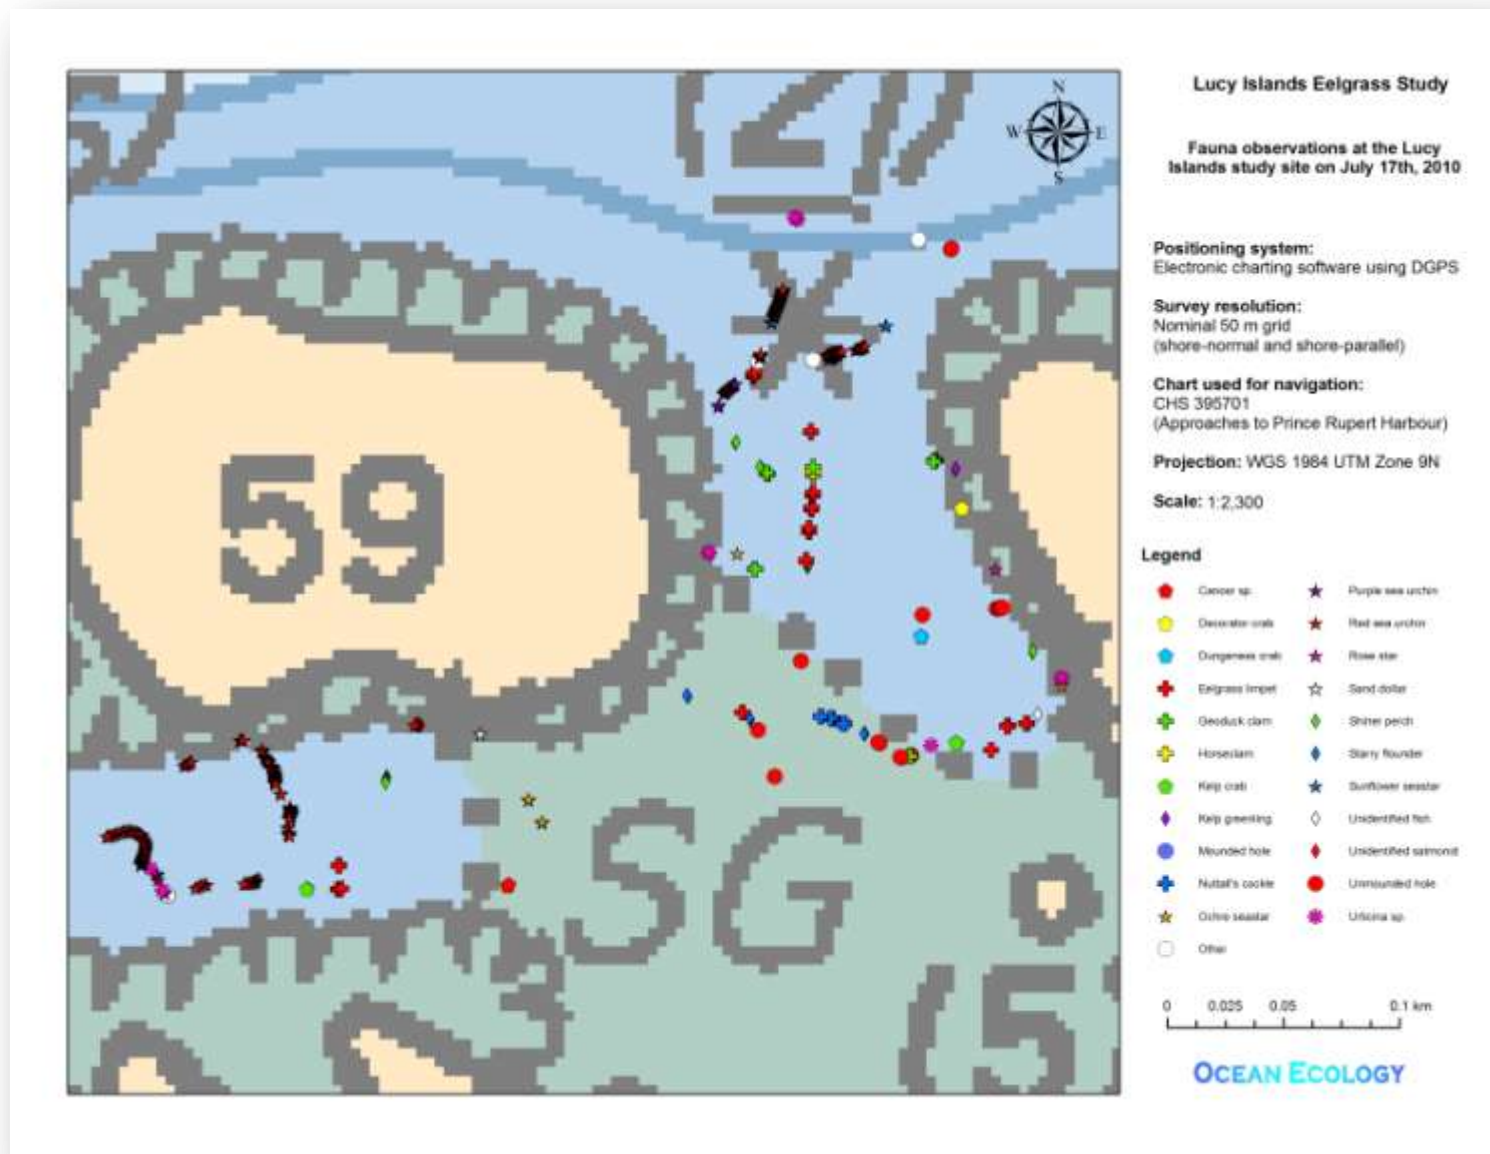 (2)
N
W E
S
59
SG
(5
Lucy Islands Eelgrass Study
Fauna observations at the Lucy
Islands study site on July 17th, 2010
Positioning system:
Electronic charting software using DGPS
Survey resolution:
Nominal 50 m grid
(shore-normal and shore-parallel)
Chart used for navigation:
CHS 395701
(Approaches to Prince Rupert Harbour)
Projection: WGS 1984 UTM Zone 9N
Scale: 1:2,300
Legend
Cancer sp.
Decorator crab
Dungeness crab
Eelgrass limpet
Geoduck clam
Horseclam
Kelp crab
Kelp greenling
Mounded hole
Nuttall's cockle
Ochre seastar
Other
Purple sea urchin
Red sea urchin
Rose star
Sand dollar
Shiner perch
Starry flounder
Sunflower seastar
Unidentified fish
Unidentified salmonid
Unmounded hole
Urticina sp.
0 0.025 0.05 0.1 km
OCEAN ECOLOGY